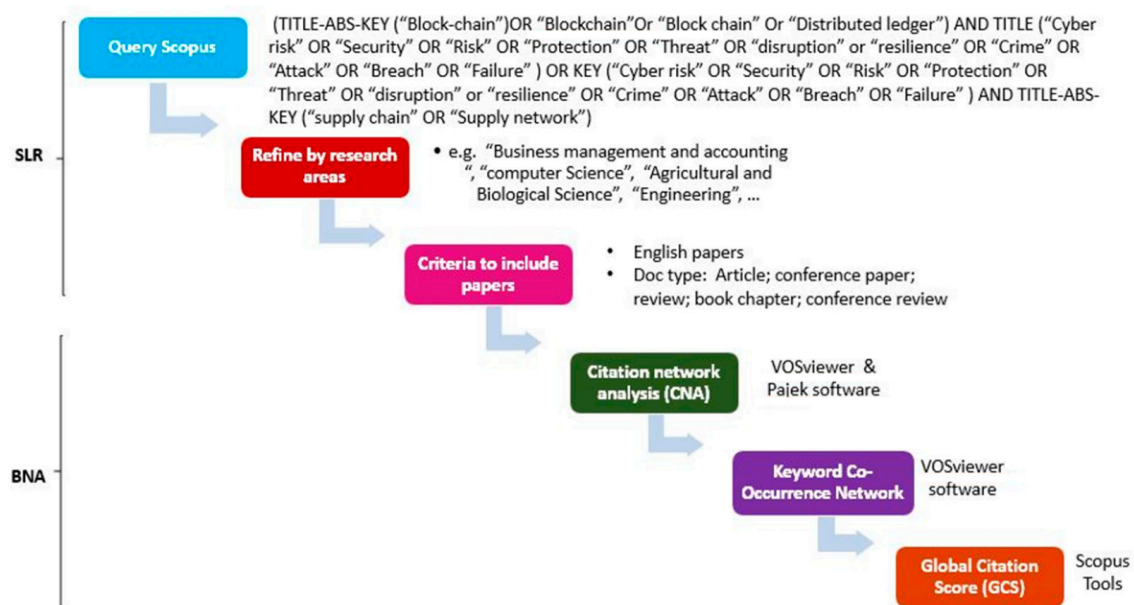 Query Scopus
(TITLE-ABS-KEY (“Block-chain”)OR “Blockchain”Or “Block chain” Or “Distributed ledger”) AND TITLE (“Cyber
risk” OR “Security” OR “Risk” OR “Protection” OR “Threat” OR “disruption” or “resilience” OR “Crime” OR
“Attack” OR “Breach” OR “Failure” ) OR KEY (“Cyber risk” OR “Security” OR “Risk” OR “Protection” OR
“Threat” OR “disruption” or “resilience” OR “Crime” OR “Attack” OR “Breach” OR “Failure” ) AND TITLE-ABS-
KEY (“supply chain” OR “Supply network”)
SLR
Refine by research
areas
• e.g. “Business management and accounting
“, “computer Science”, “Agricultural and
Biological Science”, “Engineering”, ...
Criteria to include
papers
• English papers
• Doc type: Article; conference paper;
review; book chapter; conference review
BNA
Citation network
analysis (CNA)
VOSviewer &
Pajek software
Keyword Co-
Occurrence Network
VOSviewer
software
Global Citation
Score (GCS)
Scopus
Tools